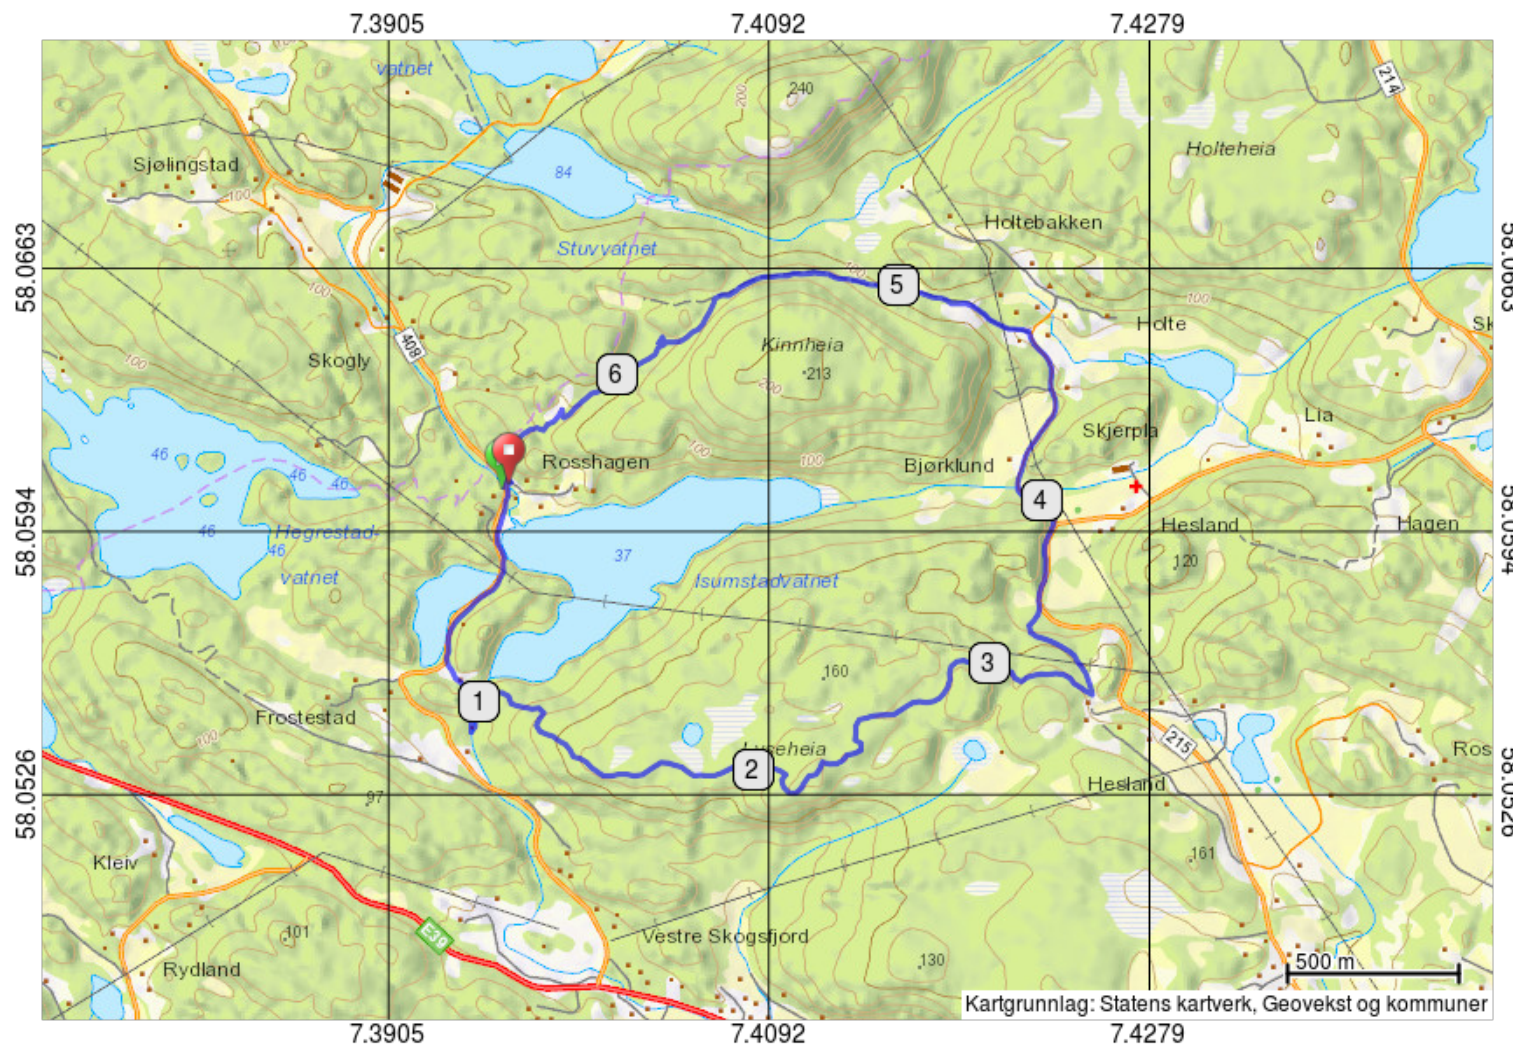 7.3905 7.4092 7.4279
vatnet
240
200
214
Sjølingstad
100
84
Holteheia
Holtebakken
Stuvvatnet
58.0663
58.0663
100
100
5
100
Holte
Sk
408
Kinnheia
213
Skogly
100
6
200
Lia
Skjerpla
46
46
46
Rosshagen
100
100
Bjørklund
4
58.0594
58.0594
46
Hegrestad-
vatnet
46
37
Isumstadvatnet
Hesland
Hagen
120
3
160
1
Frostestad
100
215
Ros
2
Hesland
58.0526
58.0526
97
Kleiv
161
E39
101
Vestre Skogsfjord
130
Rydland
500 m
Kartgrunnlag: Statens kartverk, Geovekst og kommuner
7.3905 7.4092 7.4279